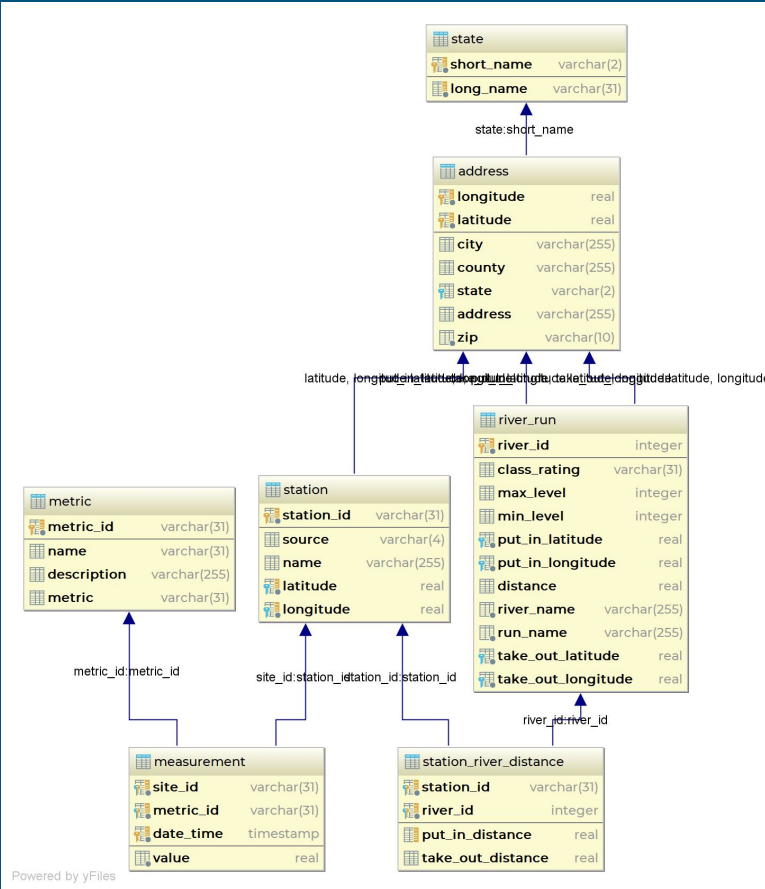 state
short_name varchar(2)
long_name varchar(31)
state:short_name
address
longitude real
latitude real
city varchar(255)
county varchar(255)
state varchar(2)
address varchar(255)
zip varchar(10)
latitude, latitude, longitude
river_run
river_id integer
class_rating varchar(31)
max_level integer
min_level integer
put_in_latitude real
put_in_longitude real
distance real
river_name varchar(255)
run_name varchar(255)
take_out_latitude real
take_out_longitude real
station
station_id varchar(31)
source varchar(4)
name varchar(255)
latitude real
longitude real
metric
metric_id varchar(31)
name varchar(31)
description varchar(255)
metric varchar(31)
metric_id:metric_id
site_id:station_id
station_id:station_id
river_id:river_id
measurement
site_id varchar(31)
metric_id varchar(31)
date_time timestamp
value real
station_river_distance
station_id varchar(31)
river_id integer
put_in_distance real
take_out_distance real
Powered by yFiles